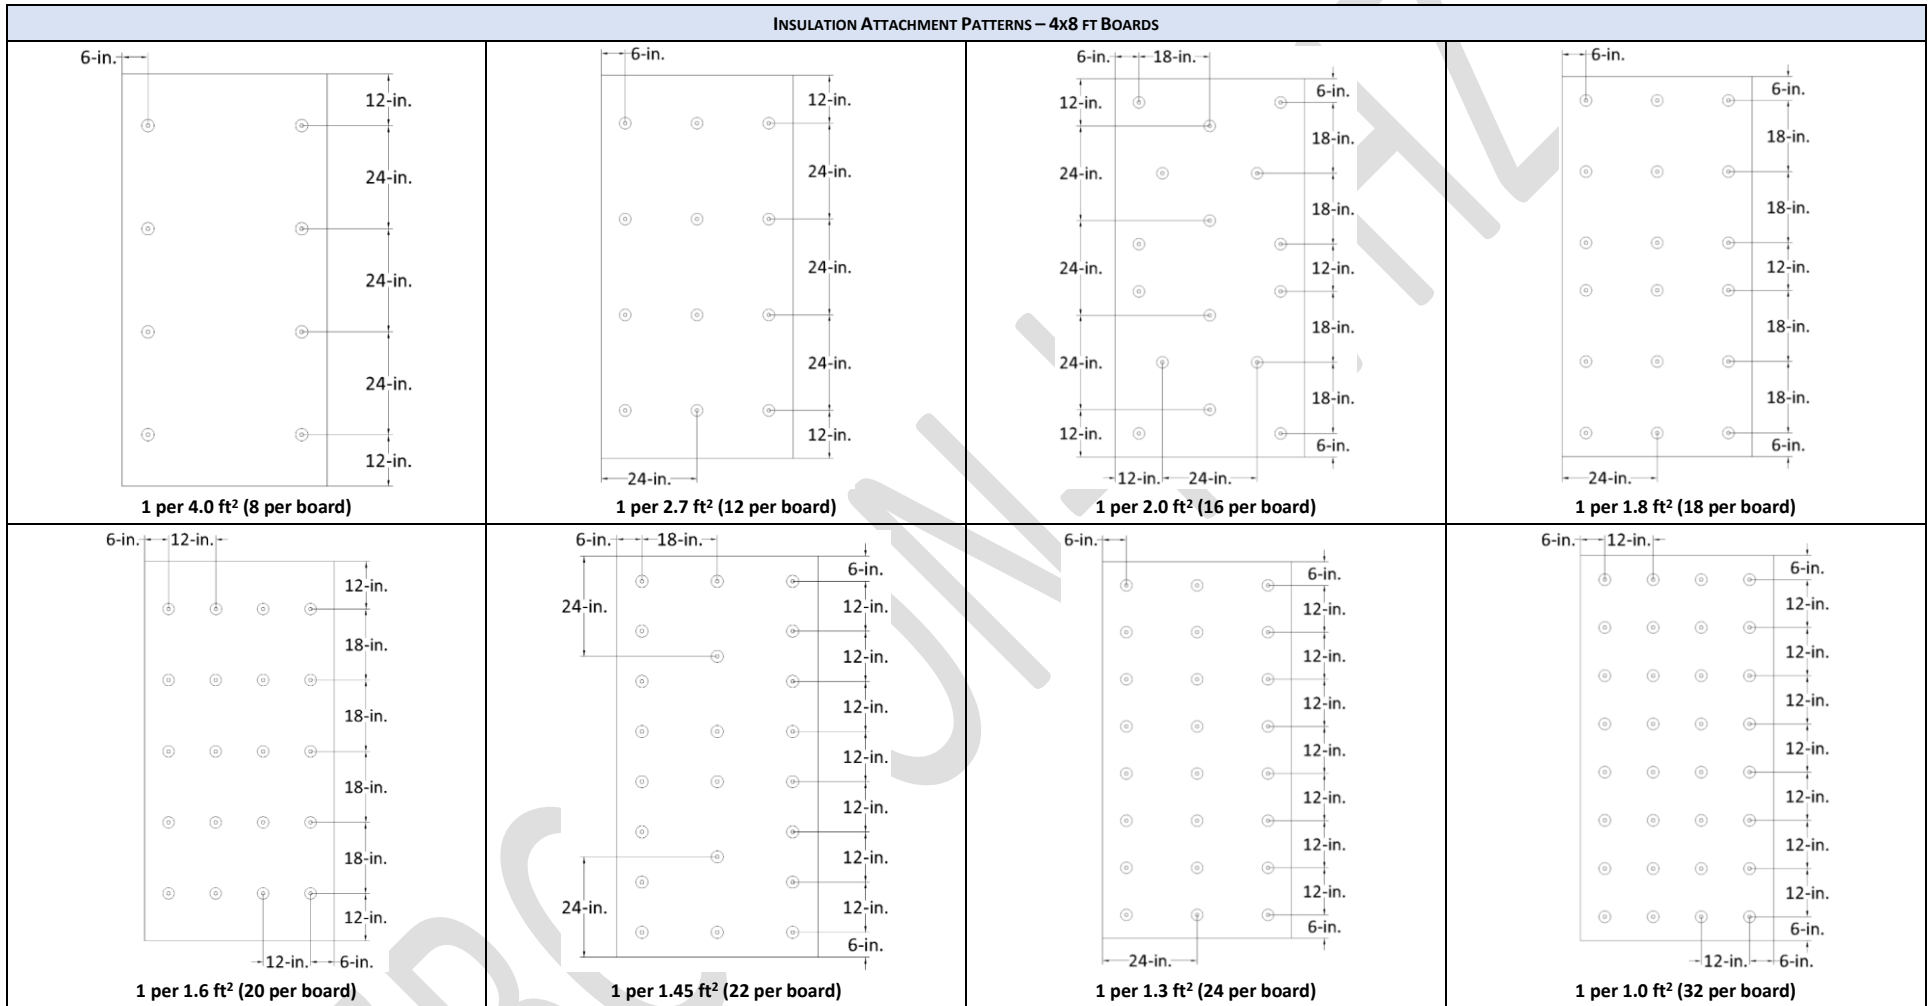 INSULATION ATTACHMENT PATTERNS – 4X8 FT BOARDS
6-in.
12-in.
24-in.
24-in.
24-in.
12-in.
1 per 4.0 ft² (8 per board)
6-in.
12-in.
24-in.
24-in.
24-in.
12-in.
24-in.
1 per 2.7 ft² (12 per board)
6-in. 18-in.
12-in.
24-in.
24-in.
24-in.
12-in.
6-in.
18-in.
18-in.
12-in.
18-in.
18-in.
6-in.
12-in. 24-in.
1 per 2.0 ft² (16 per board)
6-in.
6-in.
18-in.
18-in.
12-in.
18-in.
18-in.
6-in.
24-in.
1 per 1.8 ft² (18 per board)
6-in. 12-in.
12-in.
18-in.
18-in.
18-in.
18-in.
12-in.
12-in. 6-in.
1 per 1.6 ft² (20 per board)
6-in. 18-in.
24-in.
24-in.
6-in.
12-in.
12-in.
12-in.
12-in.
12-in.
12-in.
12-in.
6-in.
1 per 1.45 ft² (22 per board)
6-in.
6-in.
12-in.
12-in.
12-in.
12-in.
12-in.
12-in.
12-in.
6-in.
24-in.
1 per 1.3 ft² (24 per board)
6-in. 12-in.
6-in.
12-in.
12-in.
12-in.
12-in.
12-in.
12-in.
12-in.
6-in.
12-in. 6-in.
1 per 1.0 ft² (32 per board)